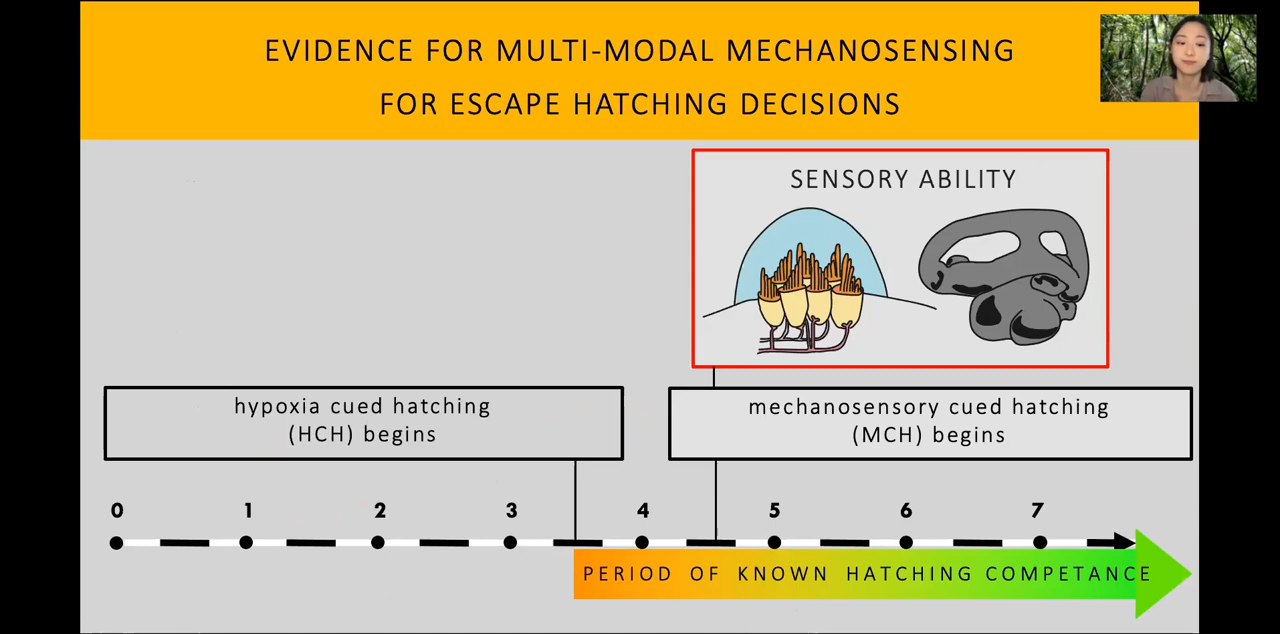 EVIDENCE FOR MULTI-MODAL MECHANOSENSING
FOR ESCAPE HATCHING DECISIONS
SENSORY ABILITY
hypoxia cued hatching
(HCH) begins
mechanosensory cued hatching
(MCH) begins
0 1 2 3 4 5 6 7
PERIOD OF KNOWN HATCHING COMPETANCE